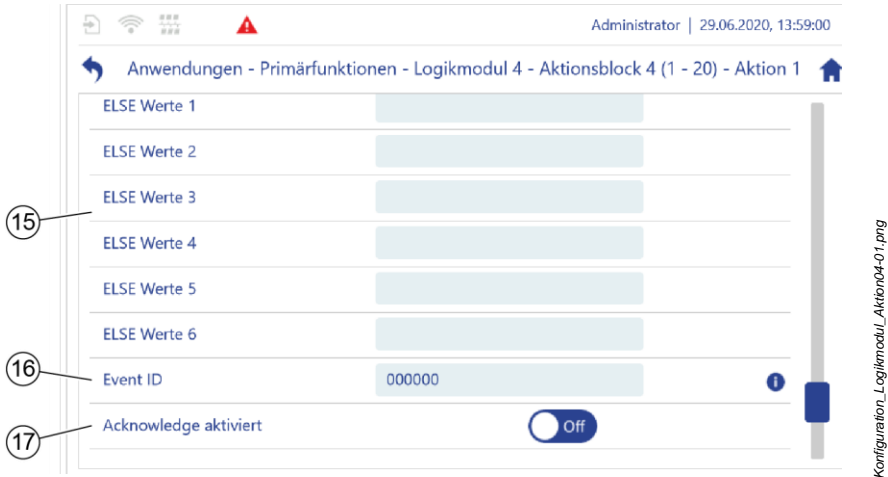 Administrator | 29.06.2020, 13:59:00
Anwendungen - Primärfunktionen - Logikmodul 4 - Aktionsblock 4 (1 - 20) - Aktion 1
ELSE Werte 1
ELSE Werte 2
ELSE Werte 3
15
ELSE Werte 4
ELSE Werte 5
ELSE Werte 6
16
Event ID 000000
Acknowledge aktiviert Off
17
Konfiguration_Logikmodul_Aktion04-01.png